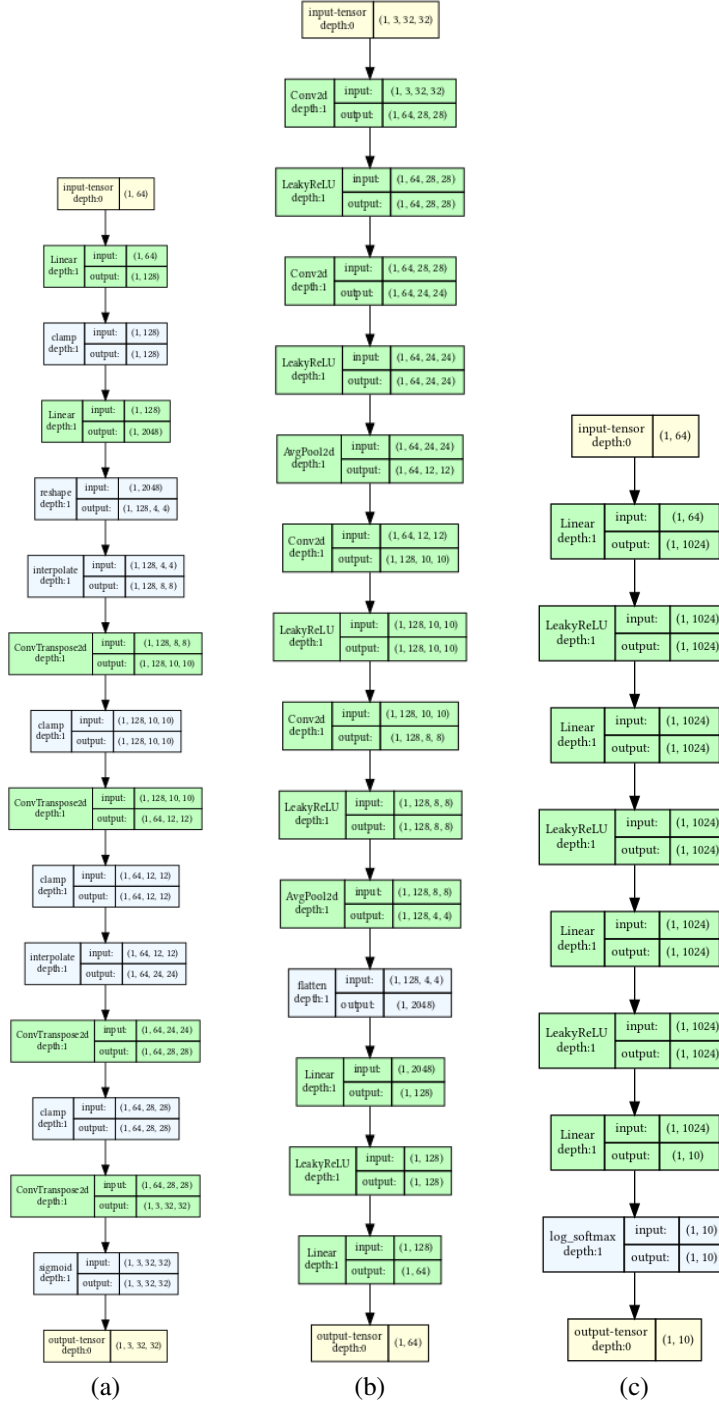 input-tensor
depth:0
(1, 64)
Linear
depth:1
input:
(1, 64)
output:
(1, 128)
clamp
depth:1
input:
(1, 128)
output:
(1, 128)
Linear
depth:1
input:
(1, 128)
output:
(1, 2048)
reshape
depth:1
input:
(1, 2048)
output:
(1, 128, 4, 4)
interpolate
depth:1
input:
(1, 128, 4, 4)
output:
(1, 128, 8, 8)
ConvTranspose2d
depth:1
input:
(1, 128, 8, 8)
output:
(1, 128, 10, 10)
clamp
depth:1
input:
(1, 128, 10, 10)
output:
(1, 128, 10, 10)
ConvTranspose2d
depth:1
input:
(1, 128, 10, 10)
output:
(1, 64, 12, 12)
clamp
depth:1
input:
(1, 64, 12, 12)
output:
(1, 64, 12, 12)
interpolate
depth:1
input:
(1, 64, 12, 12)
output:
(1, 64, 24, 24)
ConvTranspose2d
depth:1
input:
(1, 64, 24, 24)
output:
(1, 64, 28, 28)
clamp
depth:1
input:
(1, 64, 28, 28)
output:
(1, 64, 28, 28)
ConvTranspose2d
depth:1
input:
(1, 64, 28, 28)
output:
(1, 3, 32, 32)
sigmoid
depth:1
input:
(1, 3, 32, 32)
output:
(1, 3, 32, 32)
output-tensor
depth:0
(1, 3, 32, 32)
(a)
input-tensor
depth:0
(1, 3, 32, 32)
Conv2d
depth:1
input:
(1, 3, 32, 32)
output:
(1, 64, 28, 28)
LeakyReLU
depth:1
input:
(1, 64, 28, 28)
output:
(1, 64, 28, 28)
Conv2d
depth:1
input:
(1, 64, 28, 28)
output:
(1, 64, 24, 24)
LeakyReLU
depth:1
input:
(1, 64, 24, 24)
output:
(1, 64, 24, 24)
AvgPool2d
depth:1
input:
(1, 64, 24, 24)
output:
(1, 64, 12, 12)
Conv2d
depth:1
input:
(1, 64, 12, 12)
output:
(1, 128, 10, 10)
LeakyReLU
depth:1
input:
(1, 128, 10, 10)
output:
(1, 128, 10, 10)
Conv2d
depth:1
input:
(1, 128, 10, 10)
output:
(1, 128, 8, 8)
LeakyReLU
depth:1
input:
(1, 128, 8, 8)
output:
(1, 128, 8, 8)
AvgPool2d
depth:1
input:
(1, 128, 8, 8)
output:
(1, 128, 4, 4)
flatten
depth:1
input:
(1, 128, 4, 4)
output:
(1, 2048)
Linear
depth:1
input:
(1, 2048)
output:
(1, 128)
LeakyReLU
depth:1
input:
(1, 128)
output:
(1, 128)
Linear
depth:1
input:
(1, 128)
output:
(1, 64)
output-tensor
depth:0
(1, 64)
(b)
input-tensor
depth:0
(1, 64)
Linear
depth:1
input:
(1, 64)
output:
(1, 1024)
LeakyReLU
depth:1
input:
(1, 1024)
output:
(1, 1024)
Linear
depth:1
input:
(1, 1024)
output:
(1, 1024)
LeakyReLU
depth:1
input:
(1, 1024)
output:
(1, 1024)
Linear
depth:1
input:
(1, 1024)
output:
(1, 1024)
LeakyReLU
depth:1
input:
(1, 1024)
output:
(1, 1024)
Linear
depth:1
input:
(1, 1024)
output:
(1, 10)
log_softmax
depth:1
input:
(1, 10)
output:
(1, 10)
output-tensor
depth:0
(1, 10)
(c)